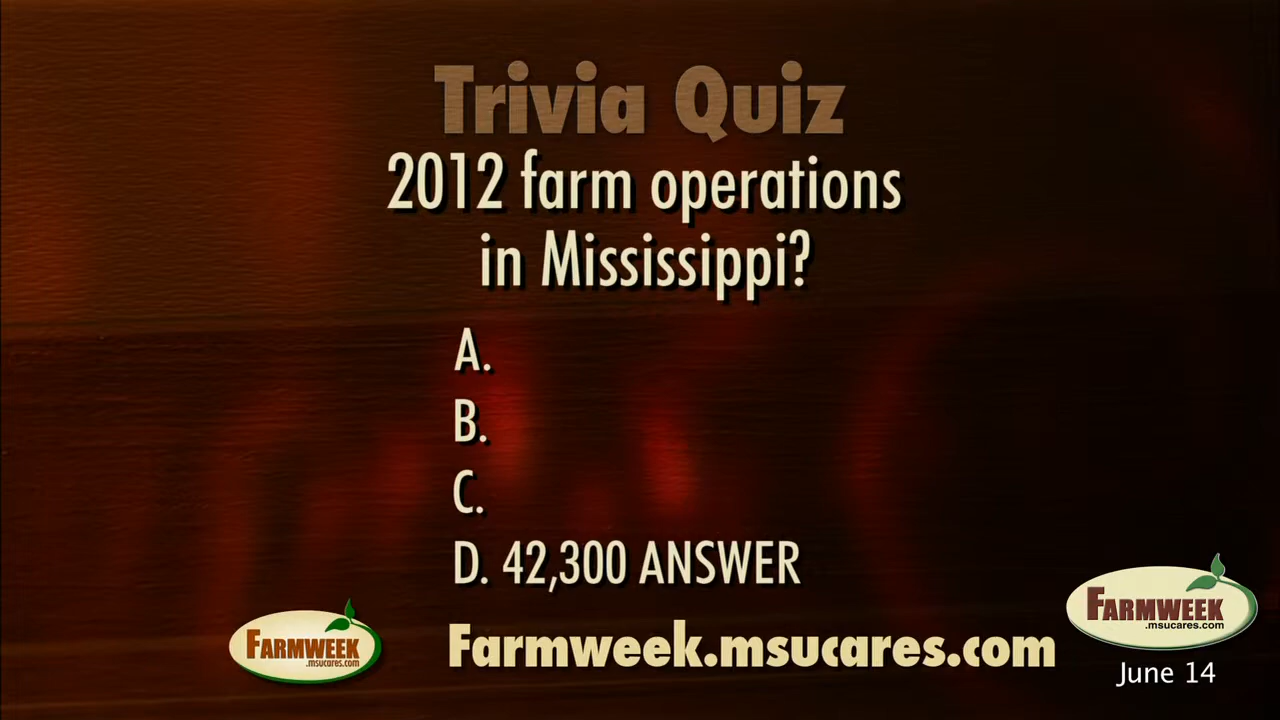 Trivia Quiz
2012 farm operations
in Mississippi?
A.
B.
C.
D. 42,300 ANSWER
FARMWEEK
.msucares.com
Farmweek.msucares.com
FARMWEEK
.msucares.com
June 14